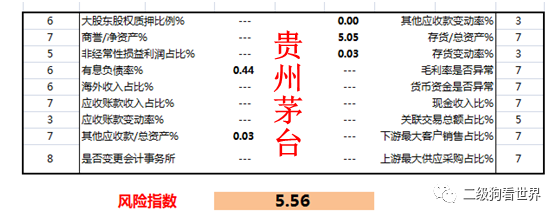 6 大股东股权质押比例% --- 0.00 其他应收款变动率% 3
7 商誉/净资产% --- 5.05 存货/总资产% 7
5 非经常性损益利润占比% --- 0.03 存货变动率% 3
6 有息负债率% 0.44 --- 毛利率是否异常 7
6 海外收入占比% --- --- 货币资金是否异常 7
7 应收账款收入占比% --- --- 现金收入比% 7
3 应收账款变动率% --- --- 关联交易总额占比% 5
7 其他应收款/总资产% 0.03 --- 下游最大客户销售占比% 7
8 是否变更会计事务所 --- --- 上游最大供应采购占比% 7
贵州茅台
风险指数 5.56
二级狗看世界